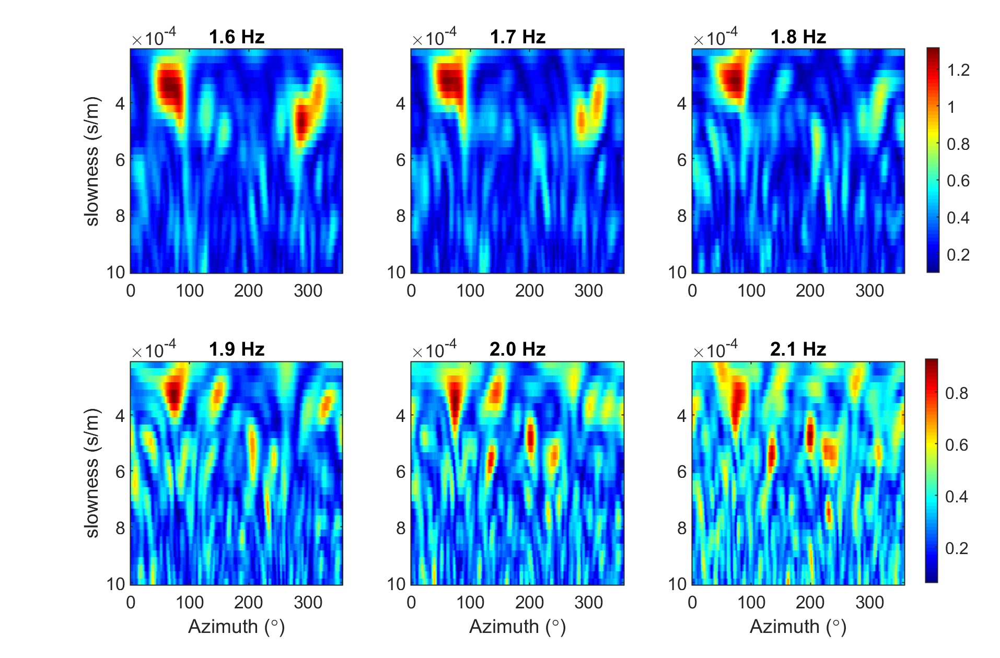 ×10-4 1.6 Hz
×10-4 1.7 Hz
×10-4 1.8 Hz
slowness (s/m)
4
6
8
10
0 100 200 300
4
6
8
10
0 100 200 300
4
6
8
10
0 100 200 300
1.2
1
0.8
0.6
0.4
0.2
×10-4 1.9 Hz
×10-4 2.0 Hz
×10-4 2.1 Hz
slowness (s/m)
4
6
8
10
0 100 200 300
Azimuth (°)
4
6
8
10
0 100 200 300
Azimuth (°)
4
6
8
10
0 100 200 300
Azimuth (°)
0.8
0.6
0.4
0.2